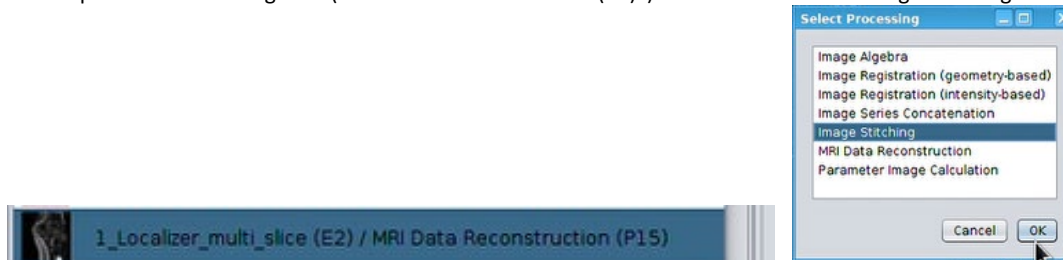 Select Processing
Image Algebra
Image Registration (geometry-based)
Image Registration (intensity-based)
Image Series Concatenation
Image Stitching
MRI Data Reconstruction
Parameter Image Calculation
Cancel OK
1_Localizer_multi_slice (E2) / MRI Data Reconstruction (P15)